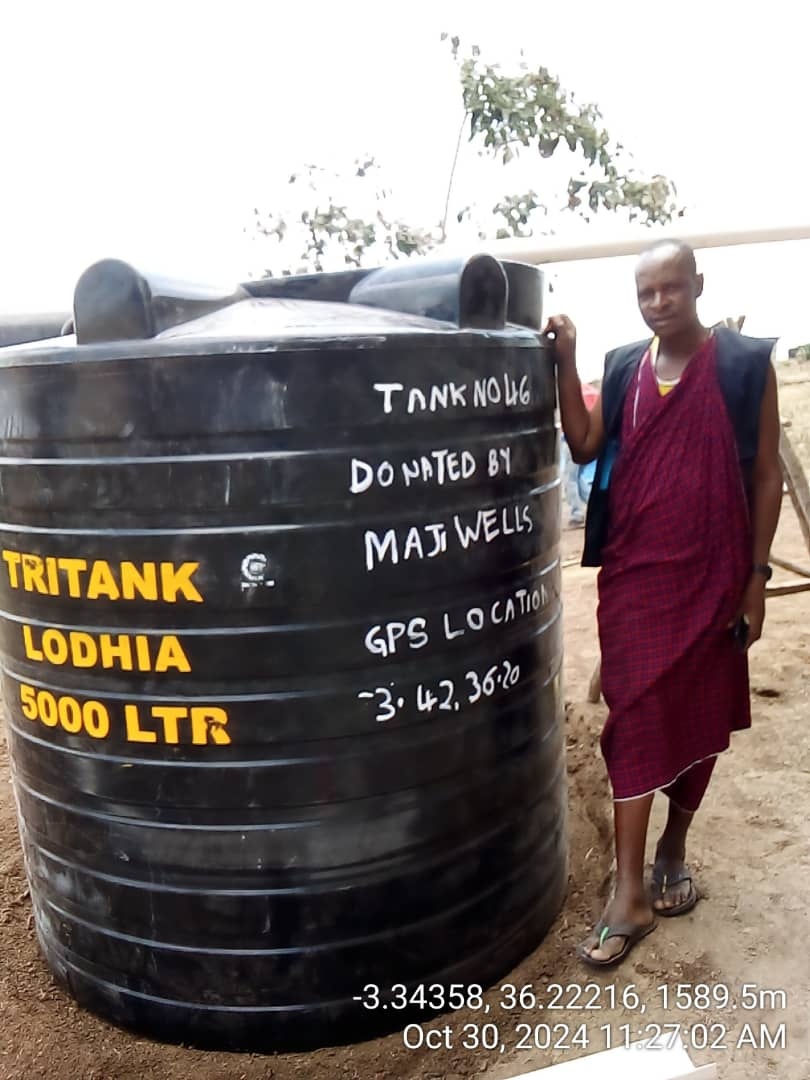 TANK NO 46
DONATED BY
MAJI WELLS
GPS LOCATION
-3.42,36.20
TRITANK
LODHIA
5000 LTR
-3.34358, 36.22216, 1589.5m
Oct 30, 2024 11:27:02 AM